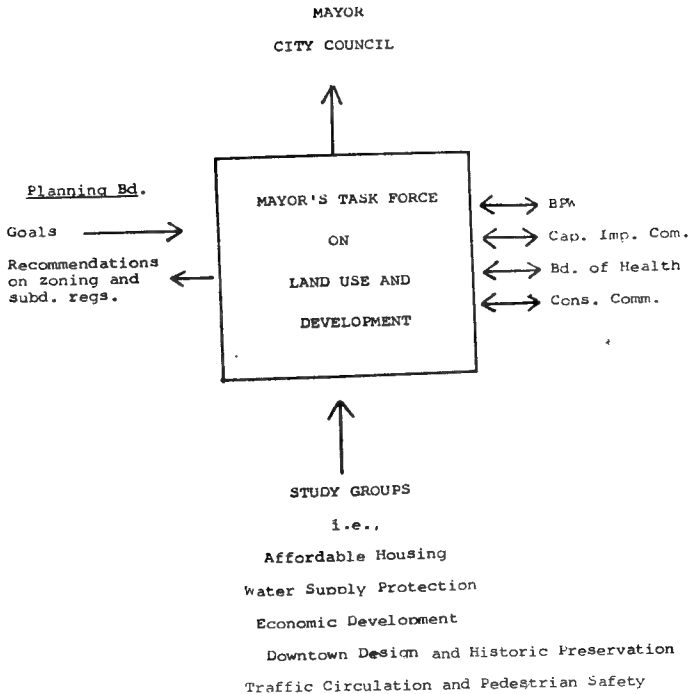 MAYOR
CITY COUNCIL
Planning Bd.
Goals
Recommendations
on zoning and
subd. regs.
MAYOR'S TASK FORCE
ON
LAND USE AND
DEVELOPMENT
BPW
Cap. Imp. Com.
Bd. of Health
Cons. Comm.
STUDY GROUPS
i.e.,
Affordable Housing
Water Supply Protection
Economic Development
Downtown Design and Historic Preservation
Traffic Circulation and Pedestrian Safety